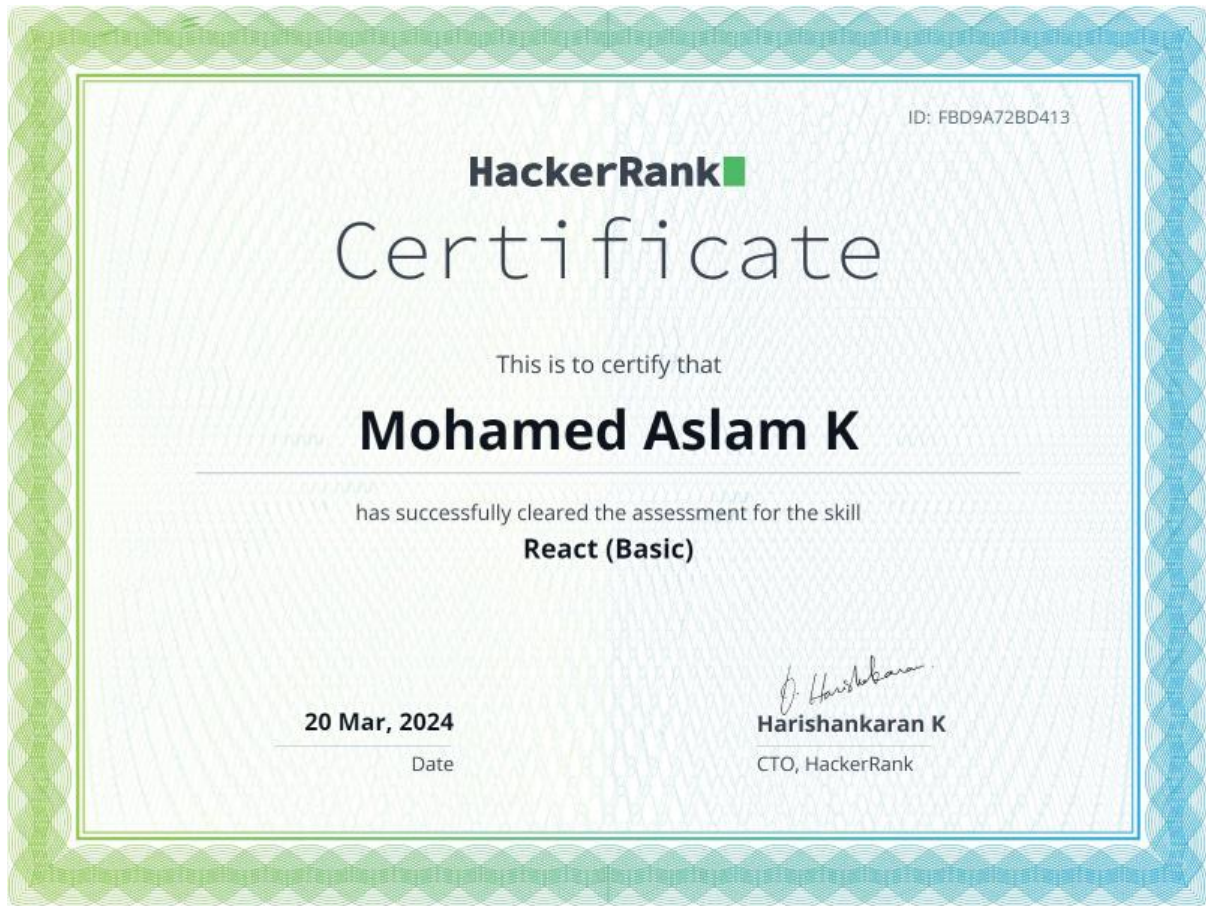 ID: FBD9A72BD413
HackerRank
Certificate
This is to certify that
Mohamed Aslam K
has successfully cleared the assessment for the skill
React (Basic)
20 Mar, 2024
Date
Harishankaran K
CTO, HackerRank